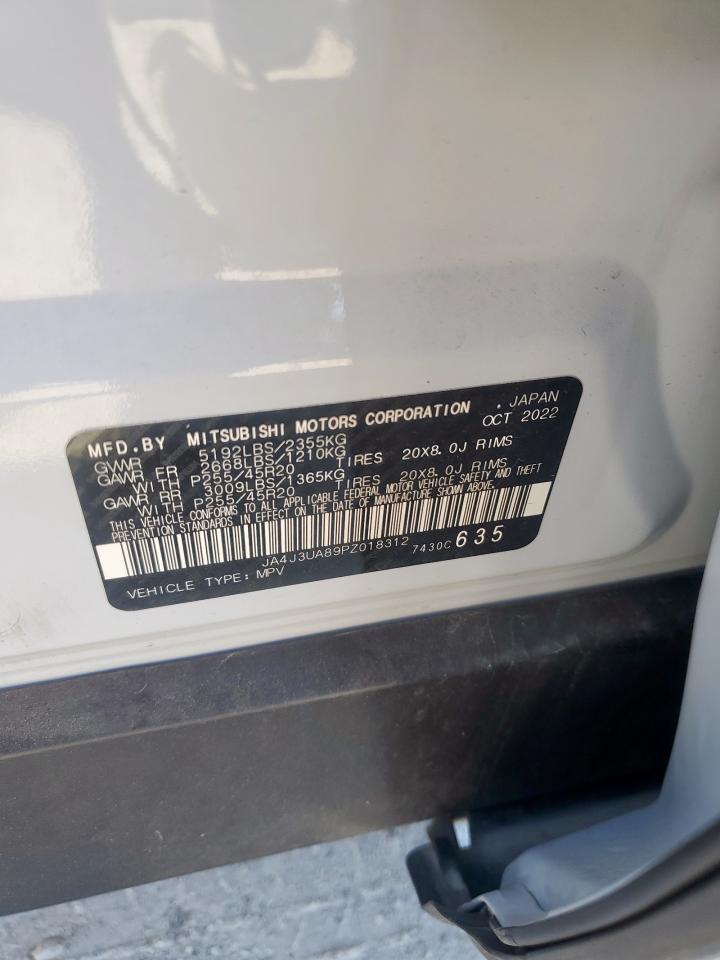 MFD.BY MITSUBISHI MOTORS CORPORATION , JAPAN
GVWR 5192LBS/2355KG OCT 2022
GAWR FR 2668LBS/1210KG
WITH P255/45R20 TIRES 20X8.0J RIMS
GAWR RR 3009LBS/1365KG
WITH P255/45R20 TIRES 20X8.0J RIMS
THIS VEHICLE CONFORMS TO ALL APPLICABLE FEDERAL MOTOR VEHICLE SAFETY AND THEFT
PREVENTION STANDARDS IN EFFECT ON THE DATE OF MANUFACTURE SHOWN ABOVE.
JA4J3UA89PZ018312 7430C 635
VEHICLE TYPE: MPV